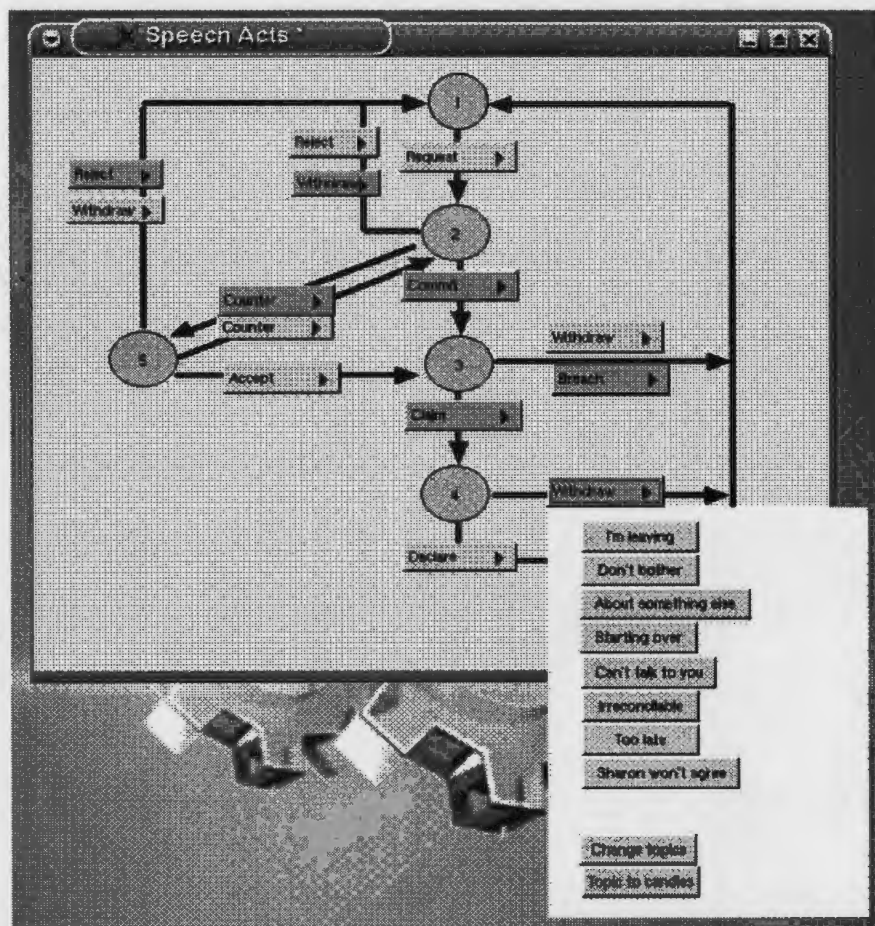 Speech Acts
1
Reject
Request
Reject
Withdraw
Withdraw
2
Commit
Counter
Counter
Withdraw
5
3
Accept
Breach
Claim
4
Withdraw
Declare
I'm leaving
Don't bother
About something else
Starting over
Can't talk to you
Irreconcilable
Too late
Sharon won't agree
Change topics
Topic to candles